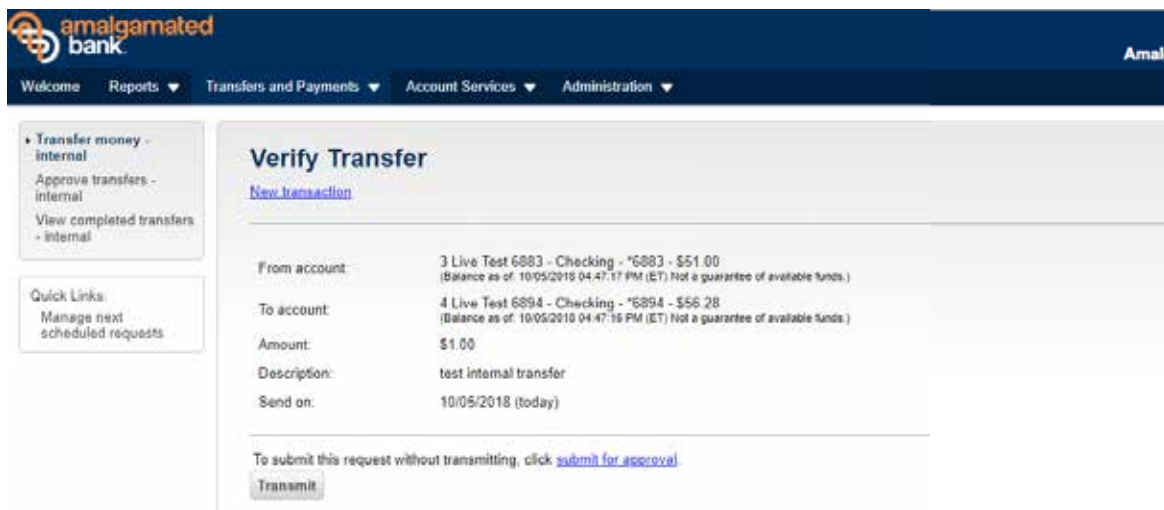 amalgamated
bank.
Amal
Welcome Reports Transfers and Payments Account Services Administration
Transfer money -
internal
Approve transfers -
internal
View completed transfers
- internal
Quick Links:
Manage next
scheduled requests
Verify Transfer
New transaction
From account: 3 Live Test 6883 - Checking - *6883 - $51.00
(Balance as of: 10/05/2018 04:47:17 PM (ET) Not a guarantee of available funds.)
To account: 4 Live Test 6894 - Checking - *6894 - $56.28
(Balance as of: 10/05/2018 04:47:16 PM (ET) Not a guarantee of available funds.)
Amount: $1.00
Description: test internal transfer
Send on: 10/05/2018 (today)
To submit this request without transmitting, click submit for approval.
Transmit